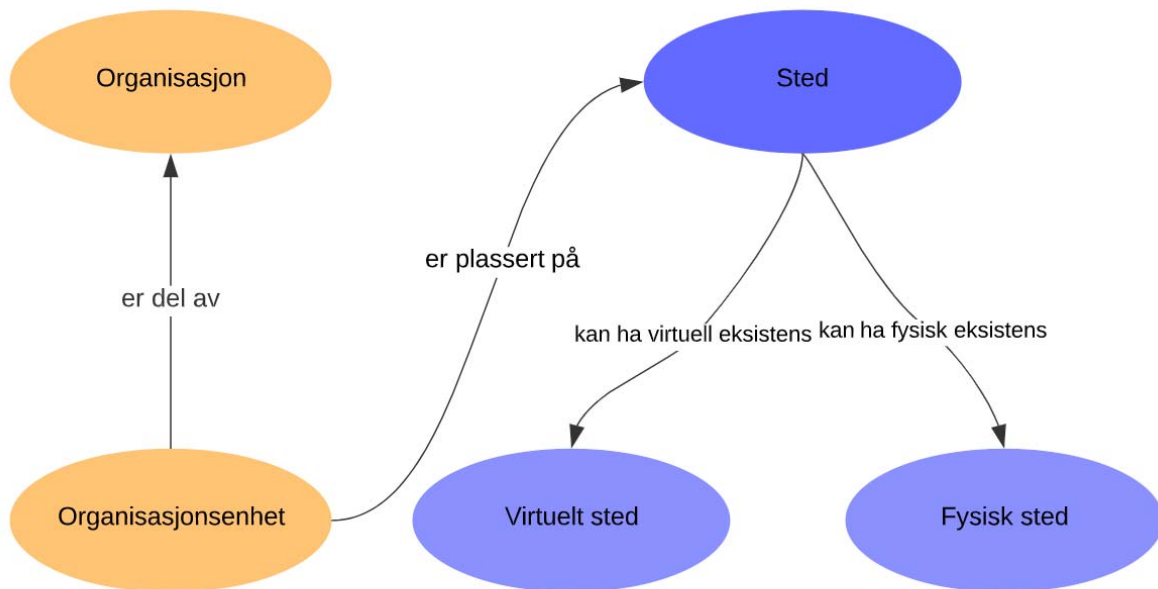 Organisasjon
Sted
er plassert på
er del av
kan ha virtuell eksistens
kan ha fysisk eksistens
Organisasjonsenhet
Virtuelt sted
Fysisk sted